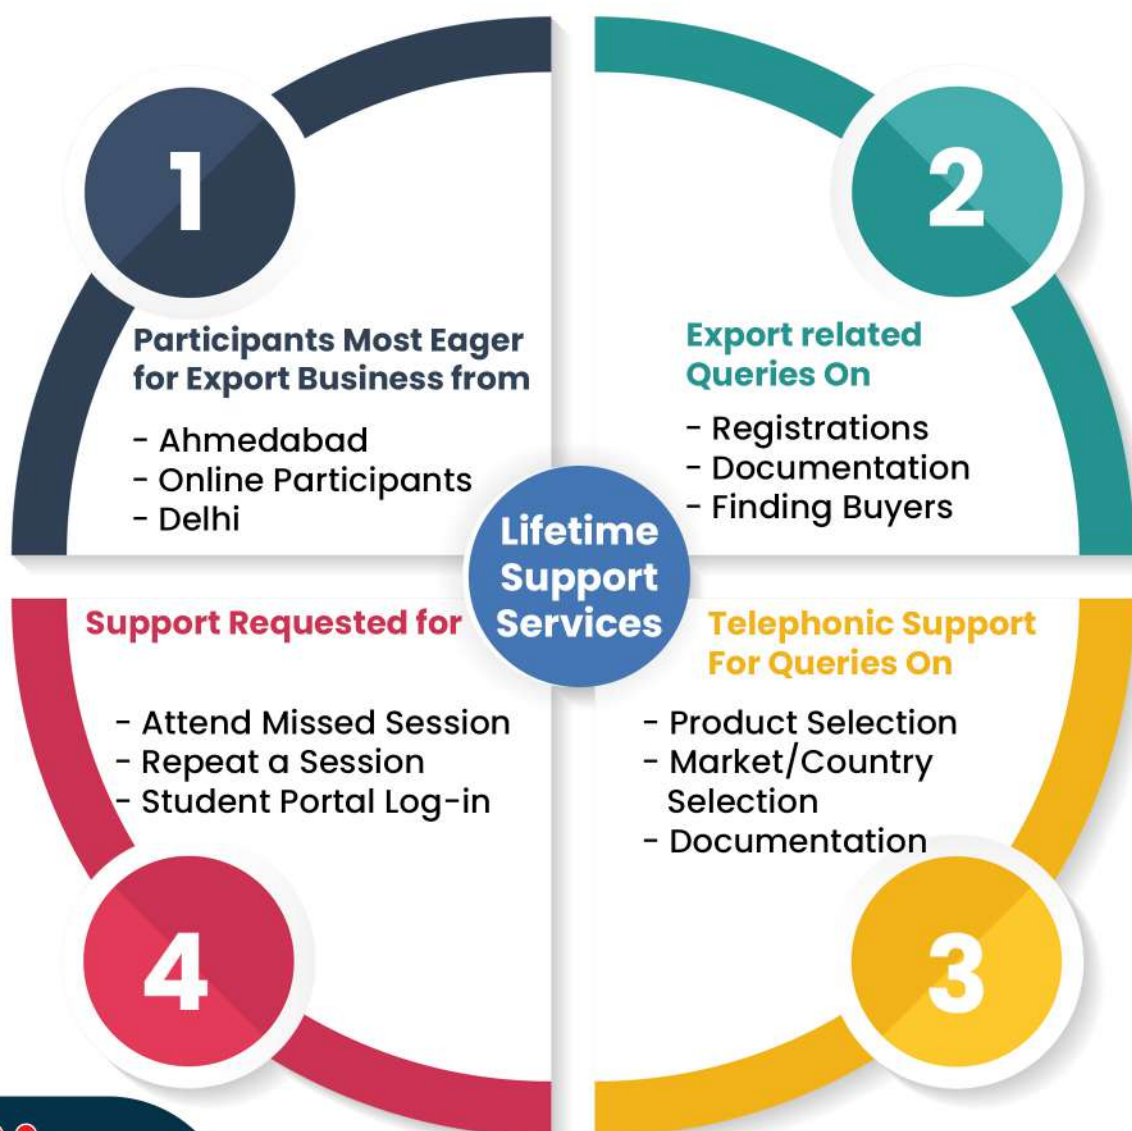 1
Participants Most Eager
for Export Business from
- Ahmedabad
- Online Participants
- Delhi
2
Export related
Queries On
- Registrations
- Documentation
- Finding Buyers
Lifetime
Support
Services
Telephonic Support
For Queries On
- Product Selection
- Market/Country
Selection
- Documentation
3
Support Requested for
- Attend Missed Session
- Repeat a Session
- Student Portal Log-in
4